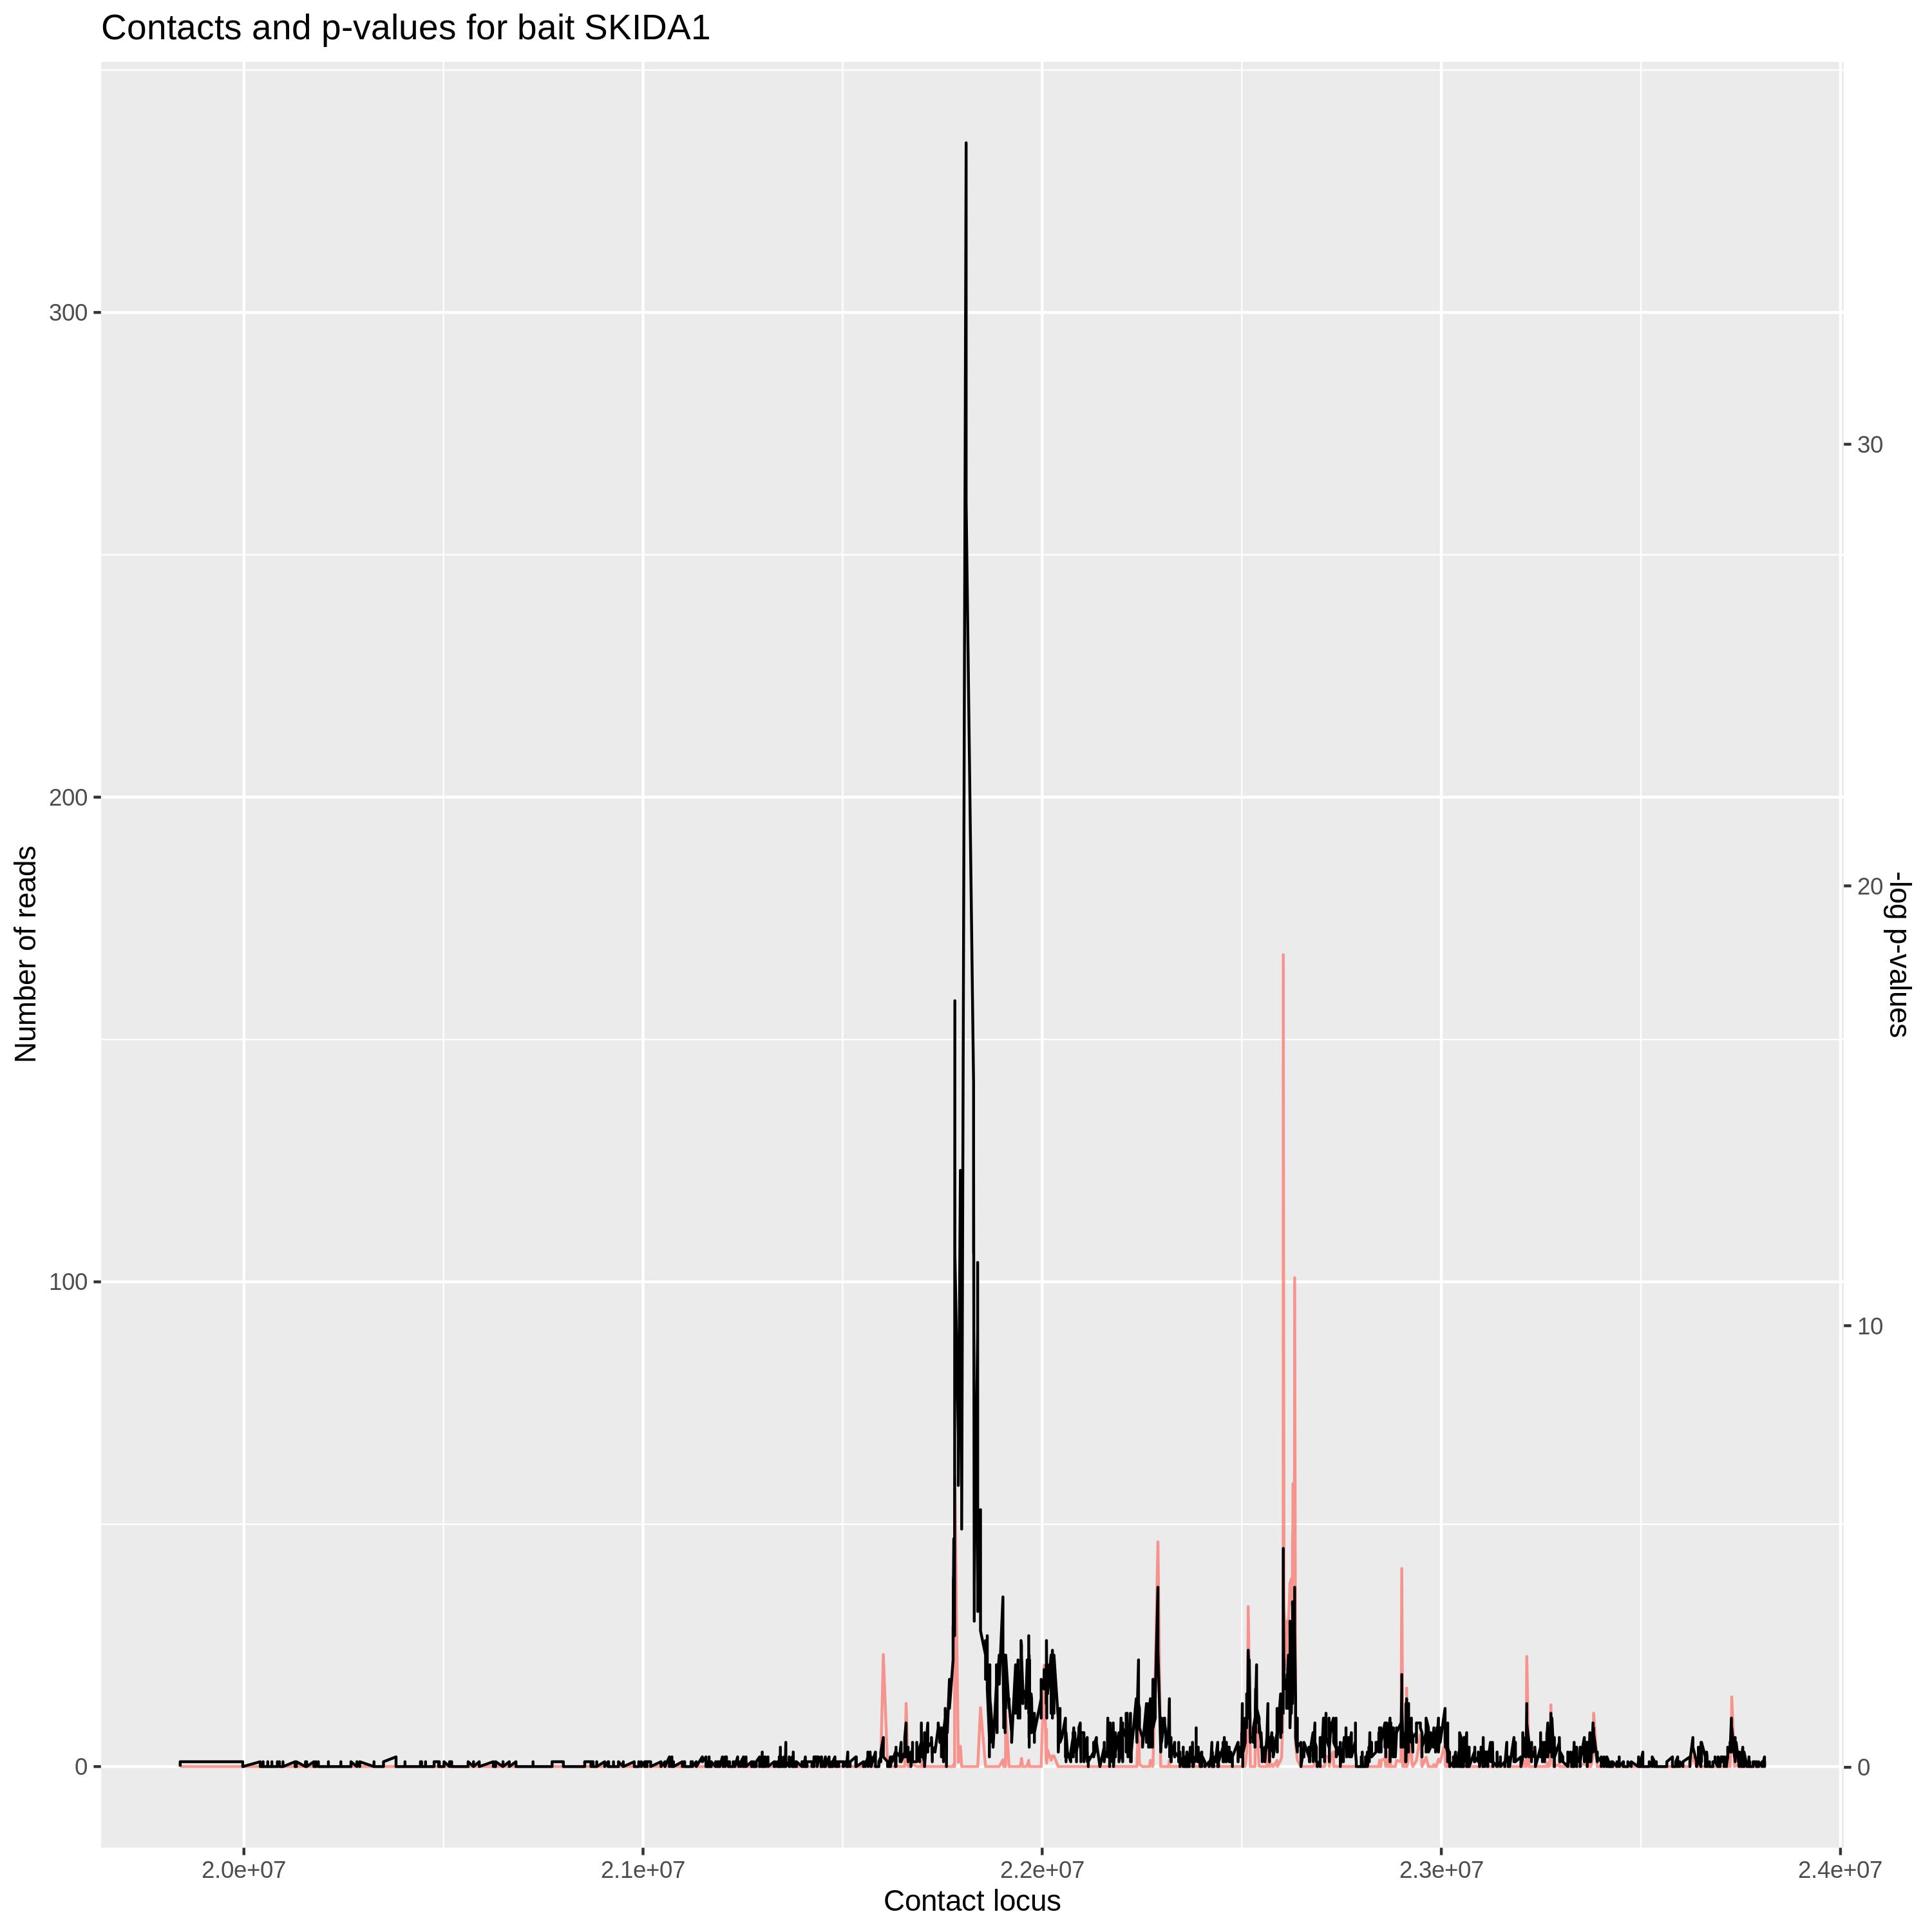 Contacts and p-values for bait SKIDA1
Number of reads
300
200
100
0
30
20
10
0
-log p-values
2.0e+07 2.1e+07 2.2e+07 2.3e+07 2.4e+07
Contact locus